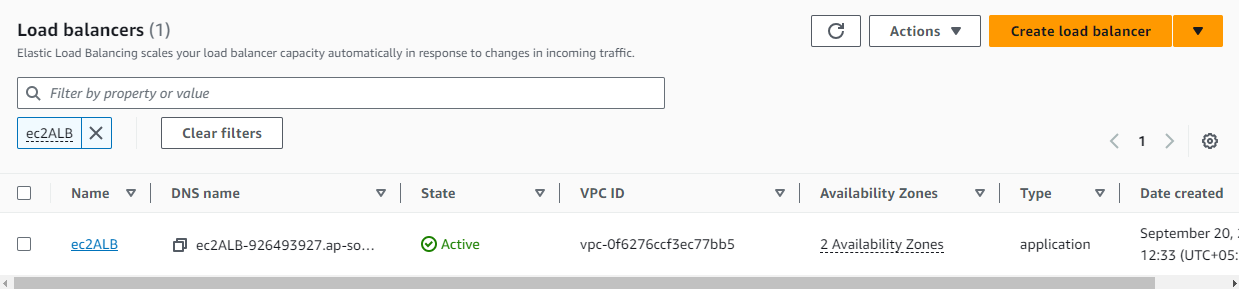 Load balancers (1)
Elastic Load Balancing scales your load balancer capacity automatically in response to changes in incoming traffic.
Actions
Create load balancer
Filter by property or value
ec2ALB
Clear filters
1
Name DNS name State VPC ID Availability Zones Type Date created
ec2ALB ec2ALB-926493927.ap-so... Active vpc-0f6276ccf3ec77bb5 2 Availability Zones application September 20,
12:33 (UTC+05: